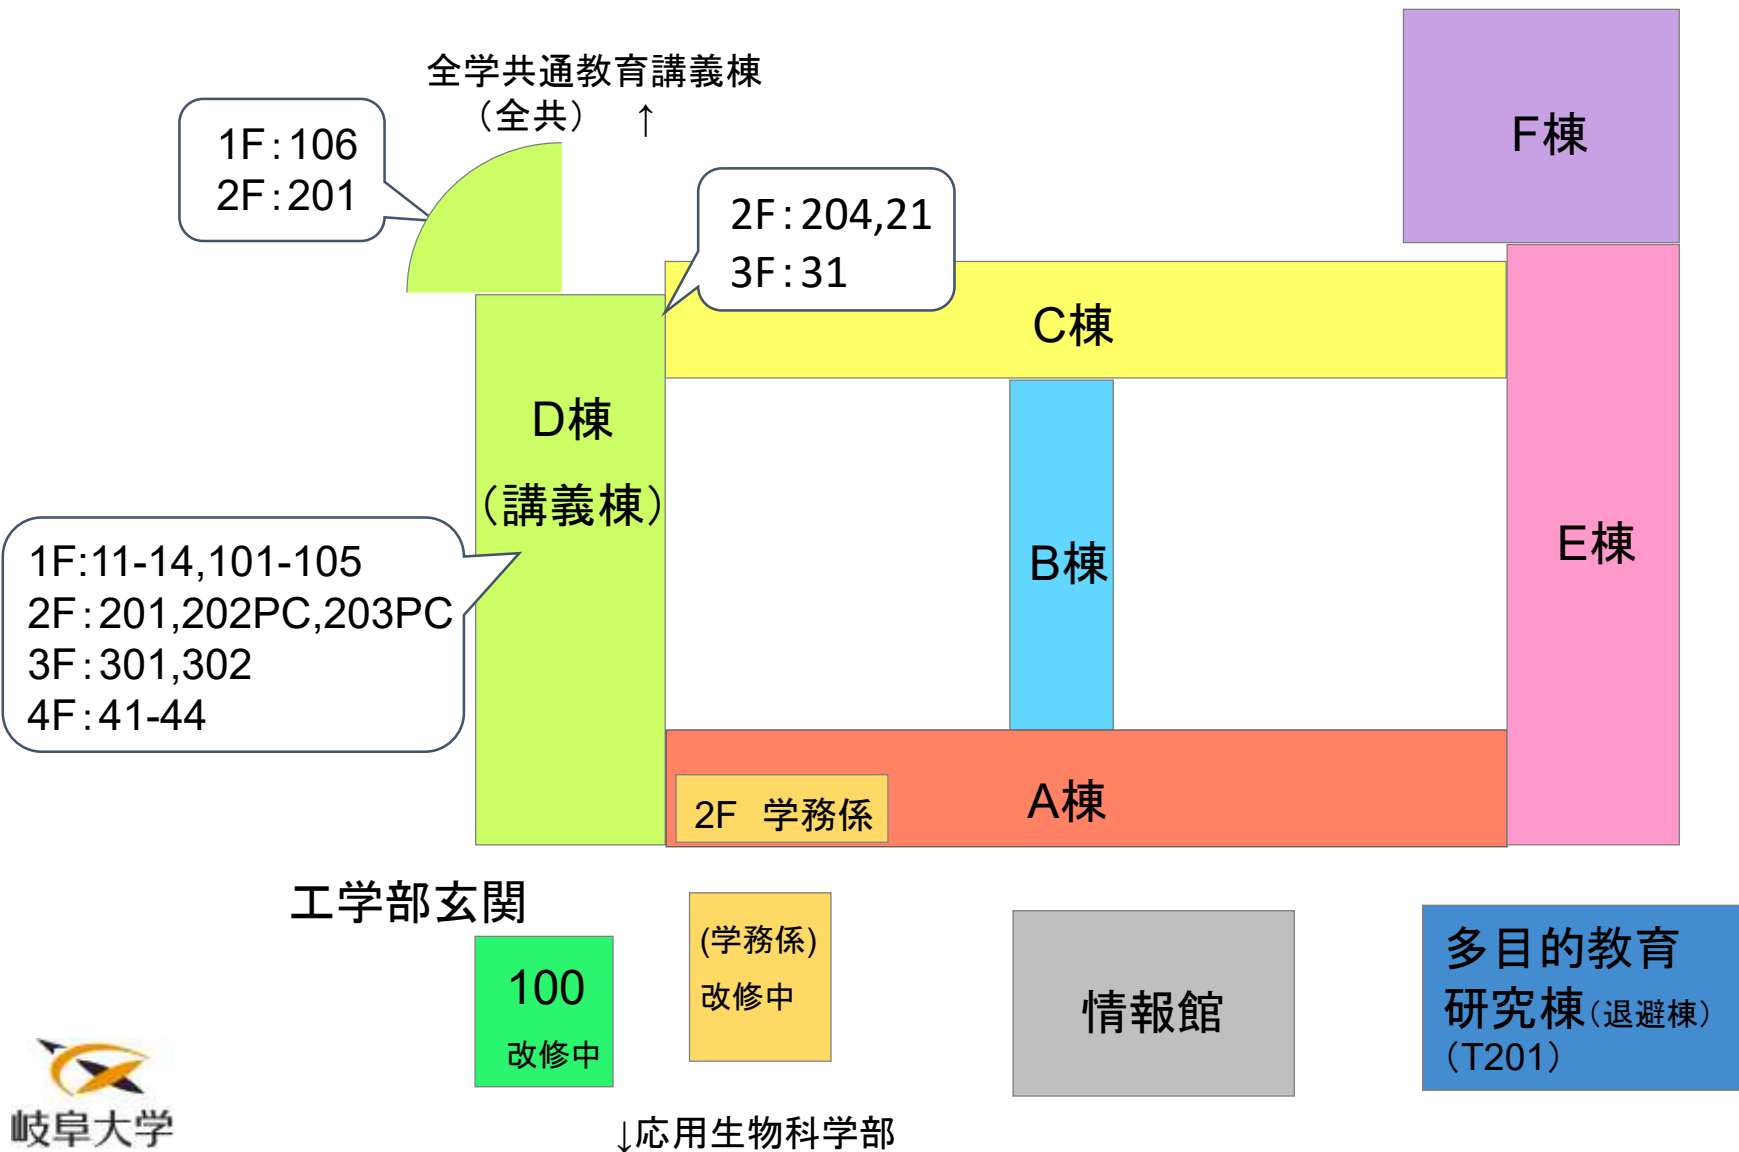 全学共通教育講義棟
（全共）　↑
1F：106
2F：201
2F：204,21
3F：31
F棟
C棟
D棟
（講義棟）
B棟
E棟
1F:11-14,101-105
2F：201,202PC,203PC
3F：301,302
4F：41-44
A棟
2F　学務係
工学部玄関
100
改修中
(学務係)
改修中
情報館
多目的教育
研究棟（退避棟）
（T201）
岐阜大学
↓応用生物科学部